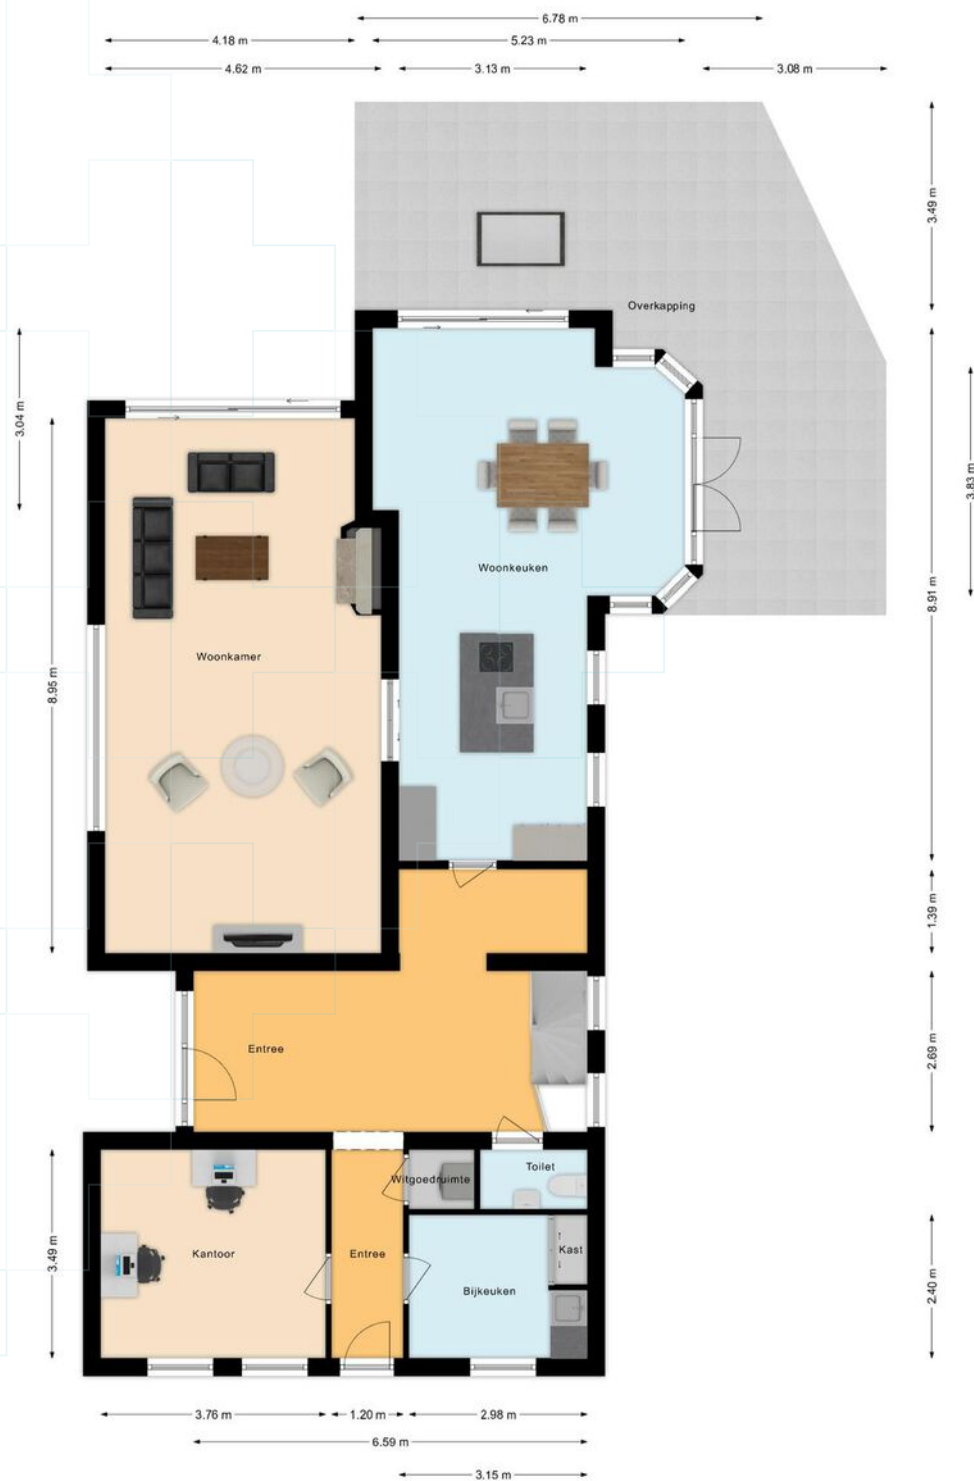 6.78 m
4.18 m
5.23 m
4.62 m
3.13 m
3.08 m
3.49 m
Overkapping
3.04 m
3.83 m
Woonkeuken
8.91 m
Woonkamer
8.95 m
1.39 m
Entree
2.69 m
Toilet
Witgoedruimte
Kantoor
Entree
Kast
3.49 m
Bijkeuken
2.40 m
3.76 m
1.20 m
2.98 m
6.59 m
3.15 m